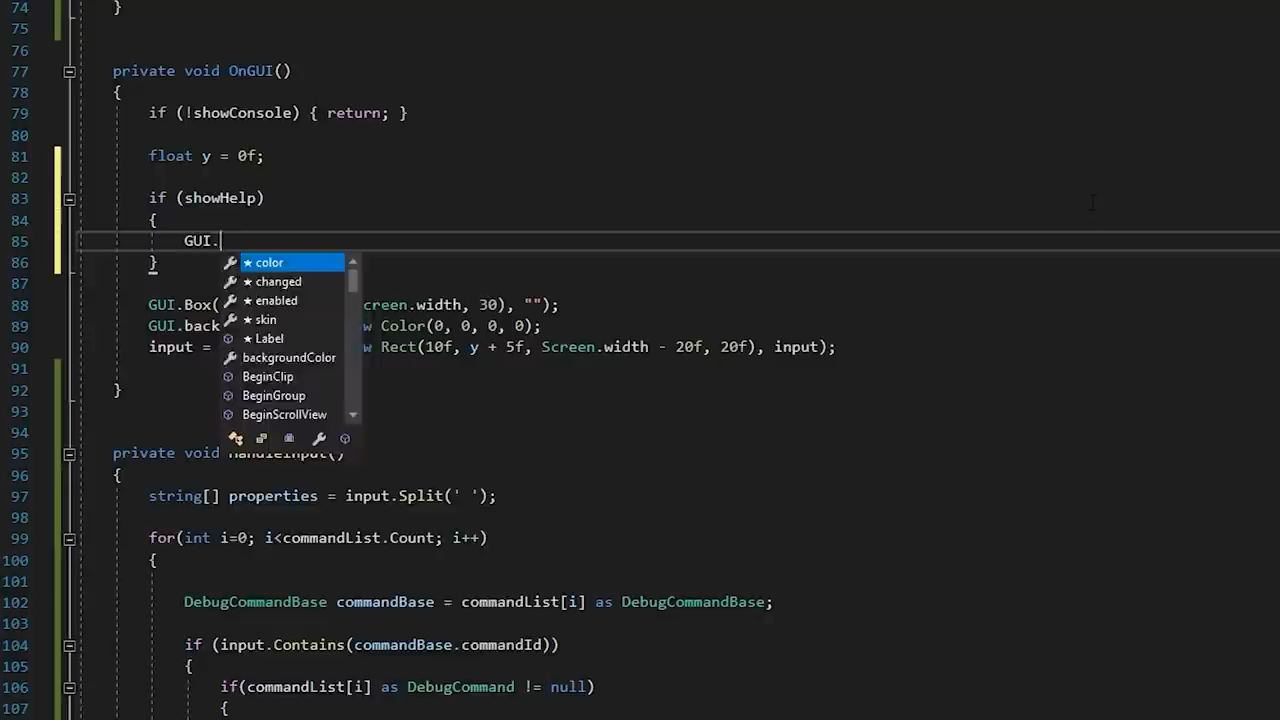 74 }
75
76
77 private void OnGUI()
78 {
79 if (!showConsole) { return; }
80
81 float y = 0f;
82
83 if (showHelp)
84 {
85 GUI.
86 }
★ color
★ changed
★ enabled
★ skin
★ Label
backgroundColor
BeginClip
BeginGroup
BeginScrollView
87
88 GUI.Box( creen.width, 30), "");
89 GUI.back w Color(0, 0, 0, 0);
90 input = w Rect(10f, y + 5f, Screen.width - 20f, 20f), input);
91
92 }
93
94
95 private void HandleInput()
96 {
97 string[] properties = input.Split(' ');
98
99 for(int i=0; i<commandList.Count; i++)
100 {
101
102 DebugCommandBase commandBase = commandList[i] as DebugCommandBase;
103
104 if (input.Contains(commandBase.commandId))
105 {
106 if(commandList[i] as DebugCommand != null)
107 {